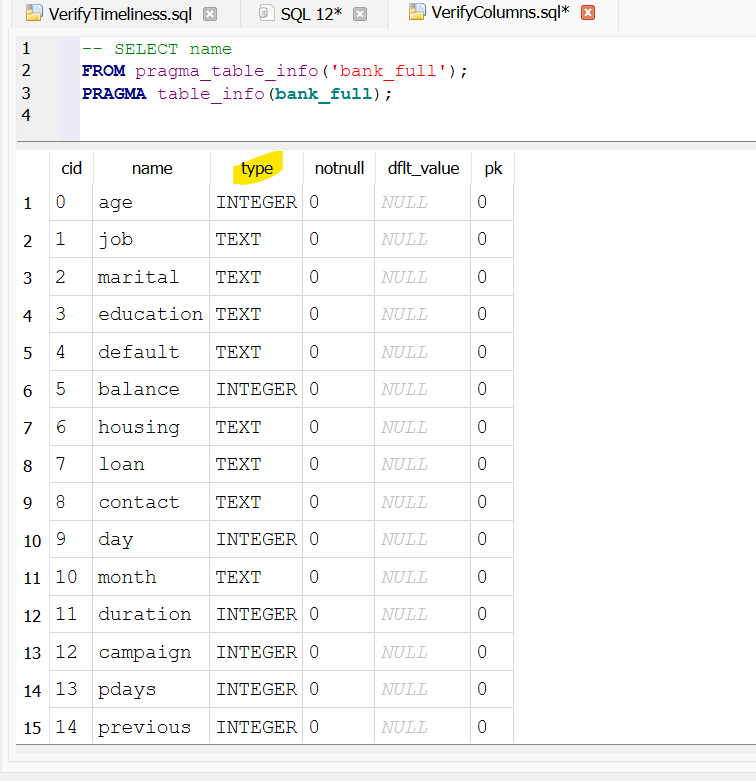 VerifyTimeliness.sql SQL 12* VerifyColumns.sql*
1 -- SELECT name
2 FROM pragma_table_info('bank_full');
3 PRAGMA table_info(bank_full);
4
cid name type notnull dflt_value pk
1 0 age INTEGER 0 NULL 0
2 1 job TEXT 0 NULL 0
3 2 marital TEXT 0 NULL 0
4 3 education TEXT 0 NULL 0
5 4 default TEXT 0 NULL 0
6 5 balance INTEGER 0 NULL 0
7 6 housing TEXT 0 NULL 0
8 7 loan TEXT 0 NULL 0
9 8 contact TEXT 0 NULL 0
10 9 day INTEGER 0 NULL 0
11 10 month TEXT 0 NULL 0
12 11 duration INTEGER 0 NULL 0
13 12 campaign INTEGER 0 NULL 0
14 13 pdays INTEGER 0 NULL 0
15 14 previous INTEGER 0 NULL 0